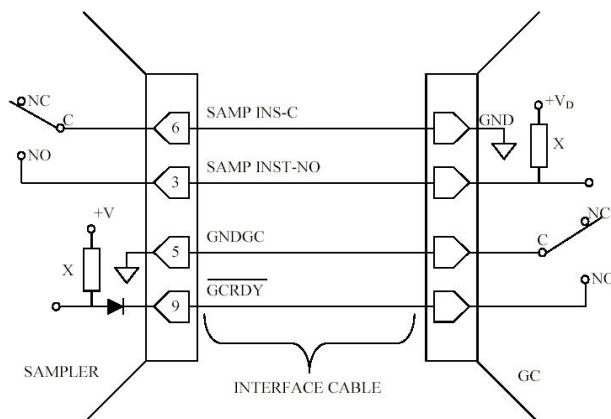 NC
C
NO
6
SAMP INS-C
GND
+VD
X
3
SAMP INST-NO
+V
X
5
GNDGC
NC
C
NO
9
GCRDY
SAMPLER
INTERFACE CABLE
GC